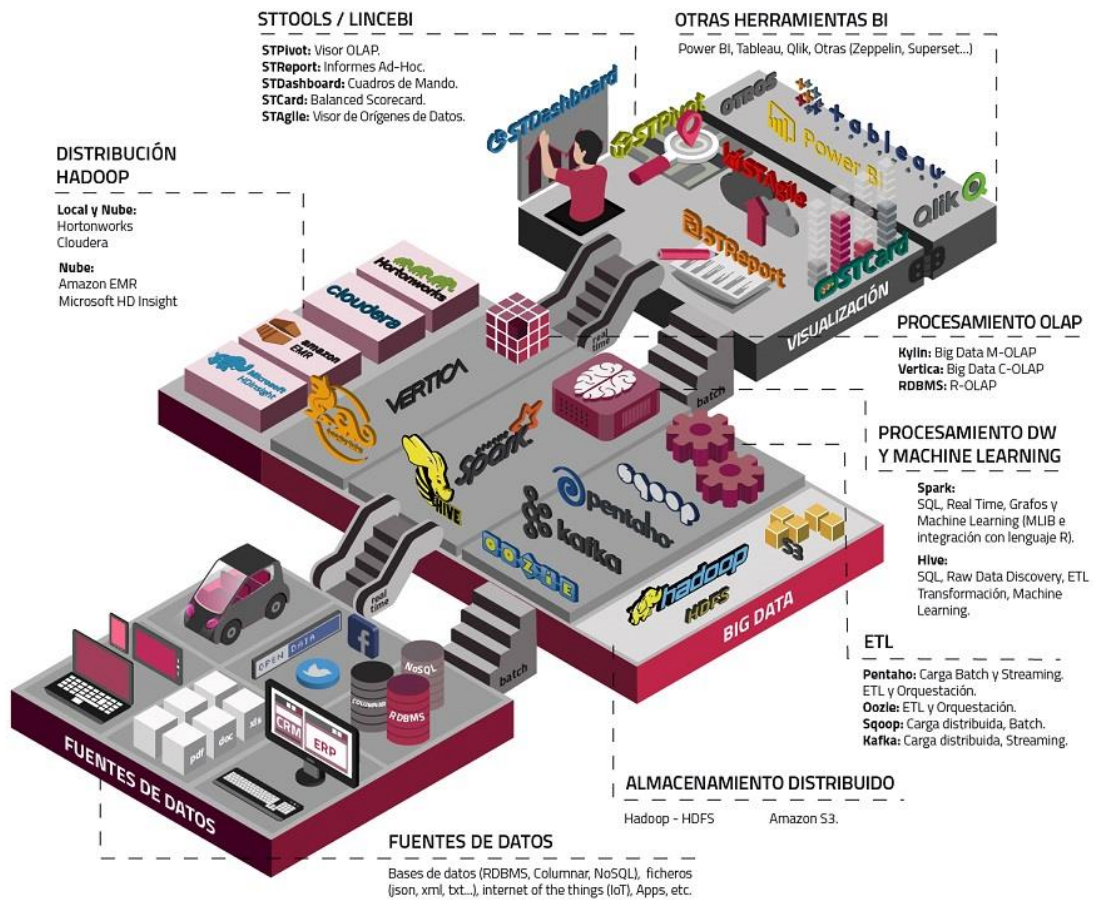 STTOOLS / LINCEBI
STPivot: Visor OLAP.
STReport: Informes Ad-Hoc.
STDashboard: Cuadros de Mando.
STCard: Balanced Scorecard.
STAgile: Visor de Orígenes de Datos.
OTRAS HERRAMIENTAS BI
Power BI, Tableau, Qlik, Otras (Zeppelin, Superset...)
DISTRIBUCIÓN
HADOOP
Local y Nube:
Hortonworks
Cloudera
Nube:
Amazon EMR
Microsoft HD Insight
STDashboard
STPivot
OTROS
tableau
Power BI
STAgile
Qlik
STReport
STCard
VISUALIZACIÓN
Hortonworks
cloudera
amazon
EMR
Microsoft
HDInsight
VERTICA
real
time
batch
PROCESAMIENTO OLAP
Kylin: Big Data M-OLAP
Vertica: Big Data C-OLAP
RDBMS: R-OLAP
PROCESAMIENTO DW
Y MACHINE LEARNING
Spark:
SQL, Real Time, Grafos y
Machine Learning (MLIB e
integración con lenguaje R).
Hive:
SQL, Raw Data Discovery, ETL
Transformación, Machine
Learning.
Spark
HIVE
sqoop
pentaho
kafka
OOZIE
S3
hadoop
HDFS
BIG DATA
ETL
Pentaho: Carga Batch y Streaming.
ETL y Orquestación.
Oozie: ETL y Orquestación.
Sqoop: Carga distribuida, Batch.
Kafka: Carga distribuida, Streaming.
real
time
batch
OPEN DATA
NoSQL
COLUMNAR
RDBMS
CRM
ERP
pdf
doc
xls
FUENTES DE DATOS
ALMACENAMIENTO DISTRIBUIDO
Hadoop - HDFS
Amazon S3.
FUENTES DE DATOS
Bases de datos (RDBMS, Columnar, NoSQL), ficheros
(json, xml, txt...), internet of the things (IoT), Apps, etc.